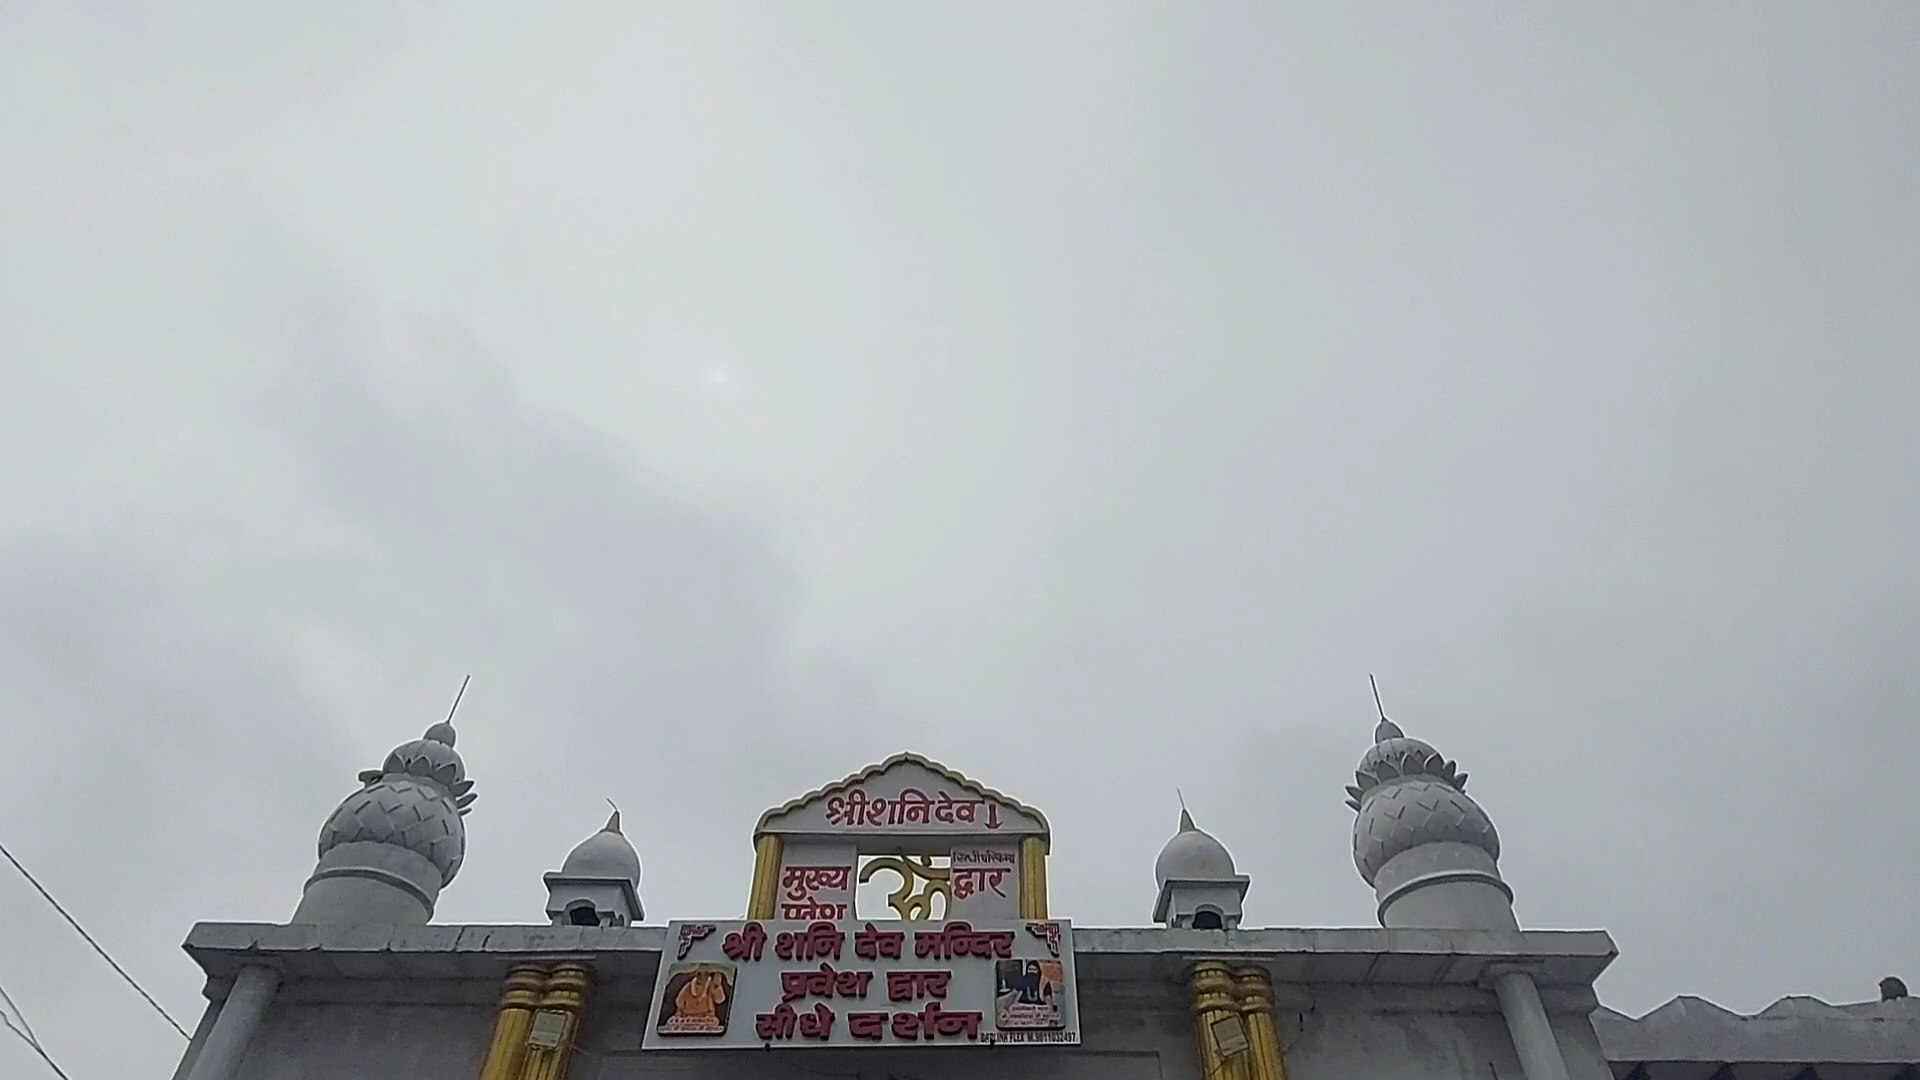 श्री शनि देव
मुख्य ॐ द्वार
प्रवेश
श्री शनि देव मन्दिर
प्रवेश द्वार
सीधे दर्शन